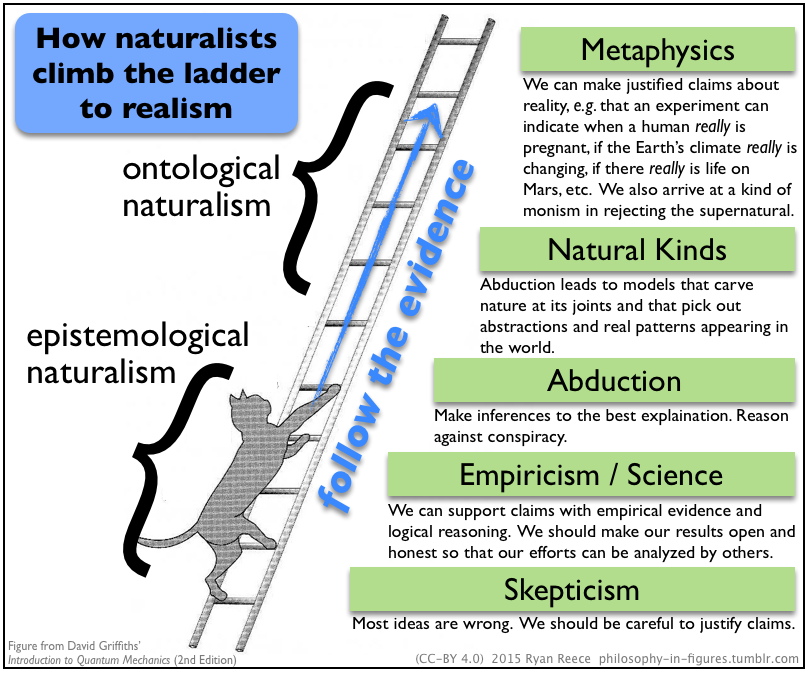 How naturalists
climb the ladder
to realism
ontological
naturalism
epistemological
naturalism
follow the evidence
Metaphysics
We can make justified claims about
reality, e.g. that an experiment can
indicate when a human really is
pregnant, if the Earth's climate really is
changing, if there really is life on
Mars, etc. We also arrive at a kind of
monism in rejecting the supernatural.
Natural Kinds
Abduction leads to models that carve
nature at its joints and that pick out
abstractions and real patterns appearing in
the world.
Abduction
Make inferences to the best explaination. Reason
against conspiracy.
Empiricism / Science
We can support claims with empirical evidence and
logical reasoning. We should make our results open and
honest so that our efforts can be analyzed by others.
Skepticism
Most ideas are wrong. We should be careful to justify claims.
Figure from David Griffiths'
Introduction to Quantum Mechanics (2nd Edition)
(CC-BY 4.0) 2015 Ryan Reece philosophy-in-figures.tumblr.com